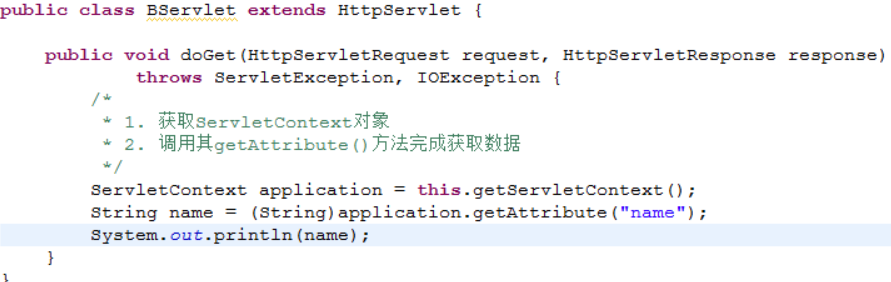 public class BServlet extends HttpServlet {
public void doGet(HttpServletRequest request, HttpServletResponse response)
throws ServletException, IOException {
/*
* 1. 获取ServletContext对象
* 2. 调用其getAttribute()方法完成获取数据
*/
ServletContext application = this.getServletContext();
String name = (String)application.getAttribute("name");
System.out.println(name);
}
}